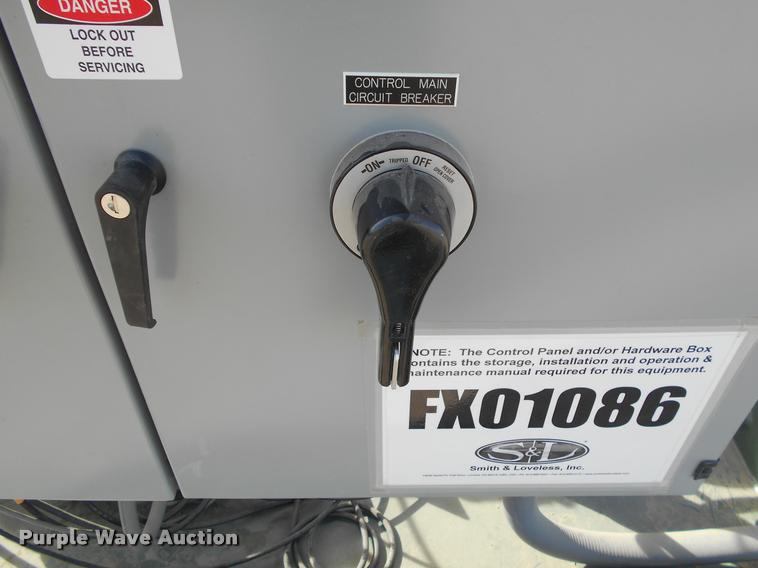 DANGER
LOCK OUT
BEFORE
SERVICING
CONTROL MAIN
CIRCUIT BREAKER
-ON- TRIPPED OFF RESET
OPEN COVER
NOTE: The Control Panel and/or Hardware Box
contains the storage, installation and operation &
maintenance manual required for this equipment.
FX01086
S&L
Smith & Loveless, Inc.
Purple Wave Auction